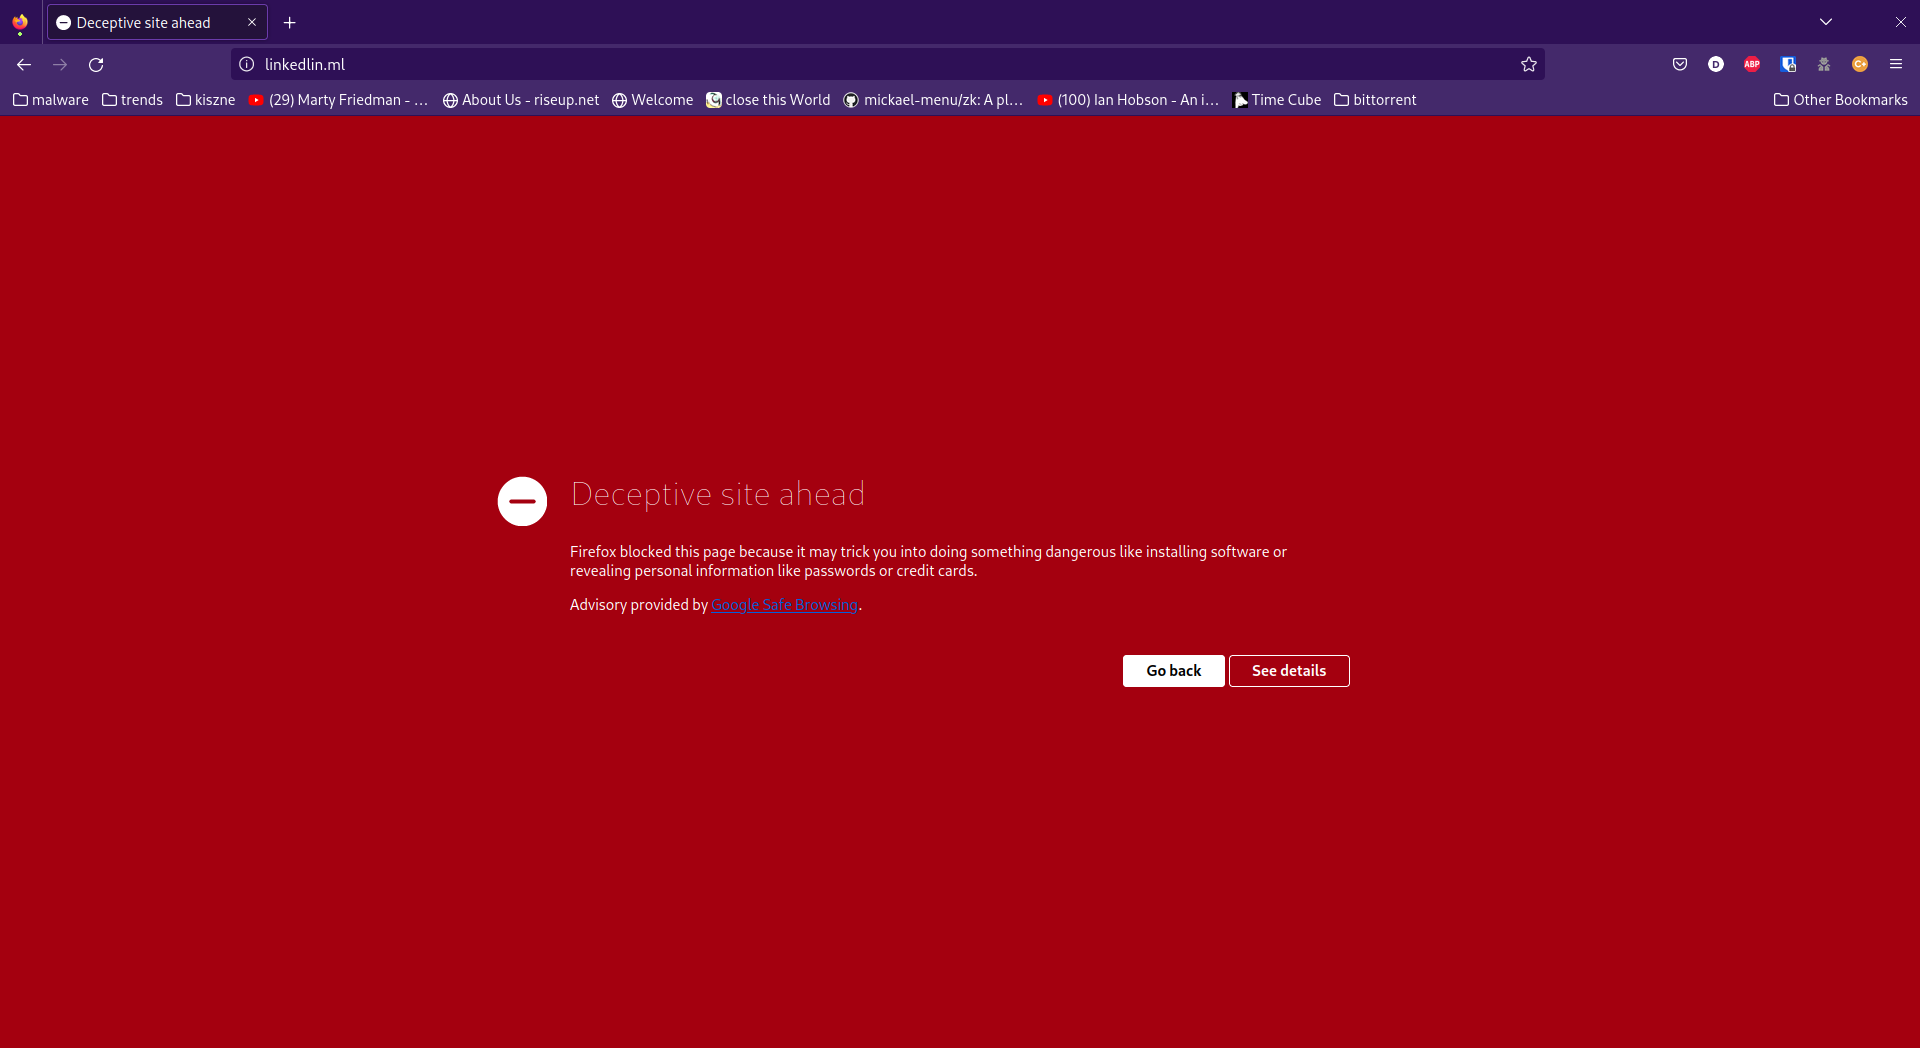 Deceptive site ahead
linkedlin.ml
malware trends kiszne (29) Marty Friedman - … About Us - riseup.net Welcome close this World mickael-menu/zk: A pl… (100) Ian Hobson - An i… Time Cube bittorrent Other Bookmarks
D ABP C+
Deceptive site ahead
Firefox blocked this page because it may trick you into doing something dangerous like installing software or
revealing personal information like passwords or credit cards.
Advisory provided by Google Safe Browsing.
Go back See details